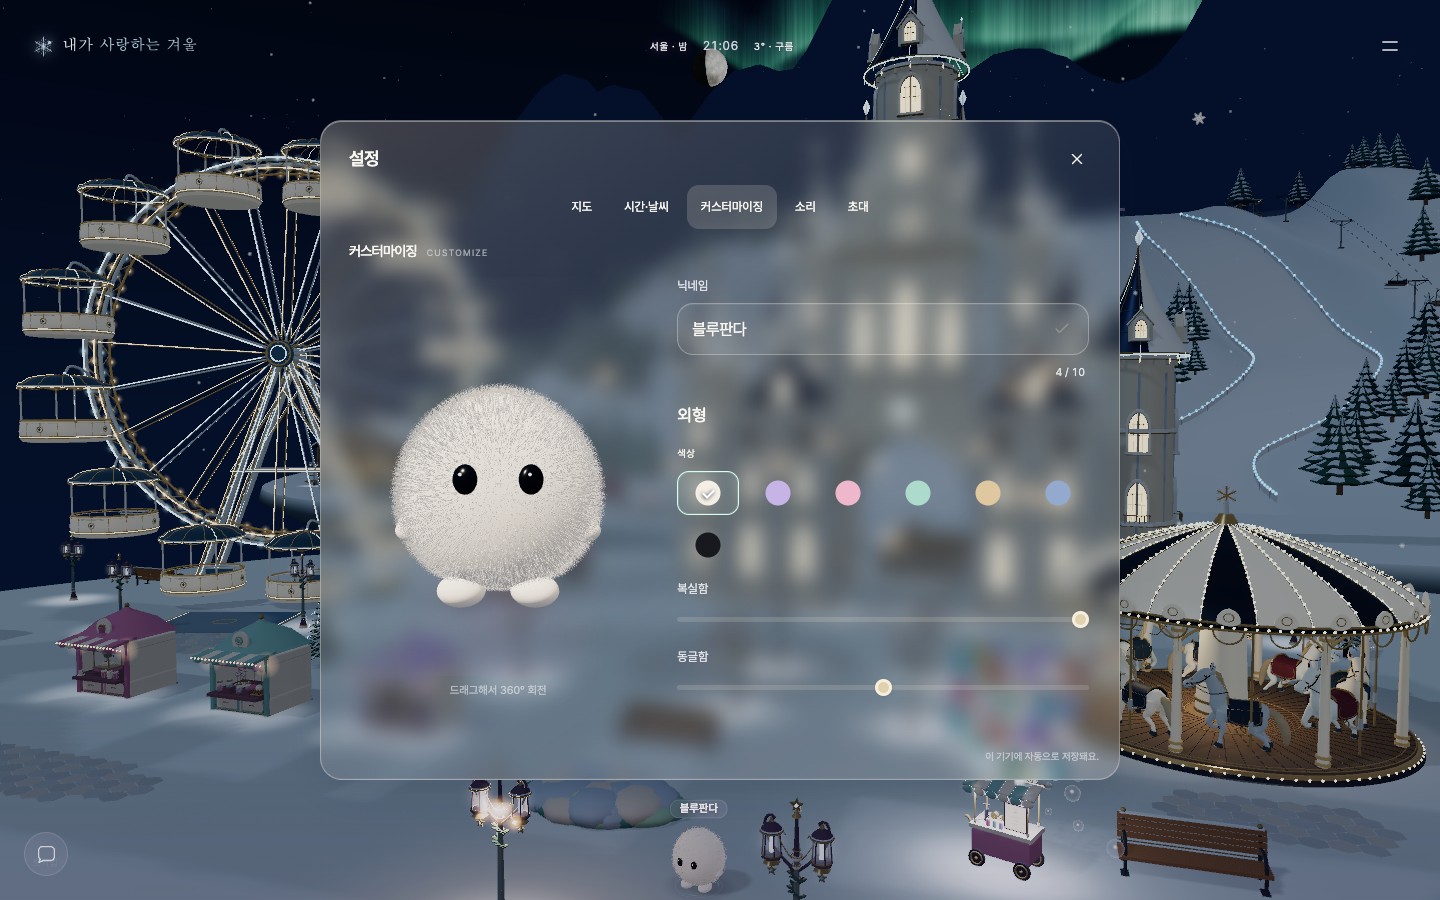 내가 사랑하는 겨울
서울 · 밤 21:06 3° · 구름
설정
지도 시간·날씨 커스터마이징 소리 초대
커스터마이징 CUSTOMIZE
닉네임
블루판다
4 / 10
외형
색상
복실함
동글함
드래그해서 360° 회전
이 기기에 자동으로 저장돼요.
블루판다